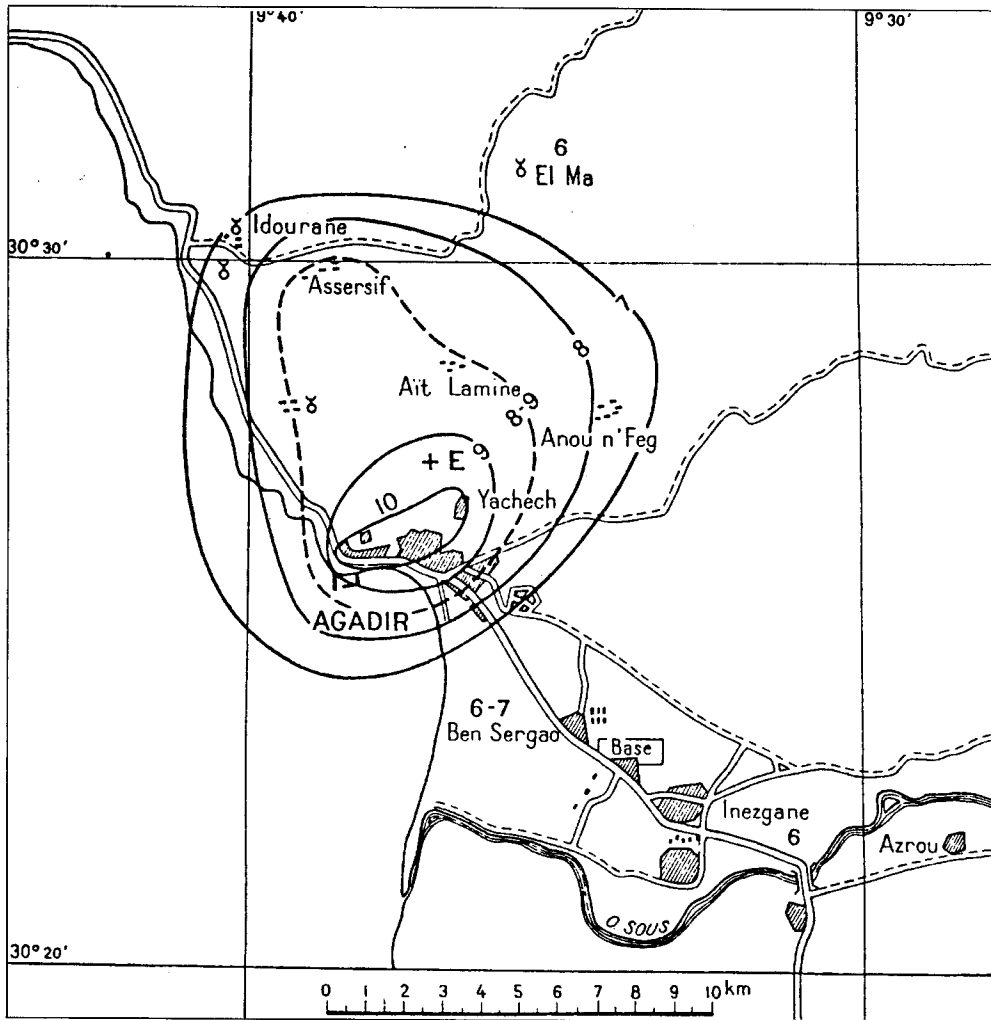 9° 40'
9° 30'
6
El Ma
Idourane
30° 30'
Assersif
7
8
Aït Lamine
8-9
Anou n'Feg
+ E
9
10
Yachech
AGADIR
6-7
Ben Sergao
Base
Inezgane
6
Azrou
O SOUS
30° 20'
0 1 2 3 4 5 6 7 8 9 10 km